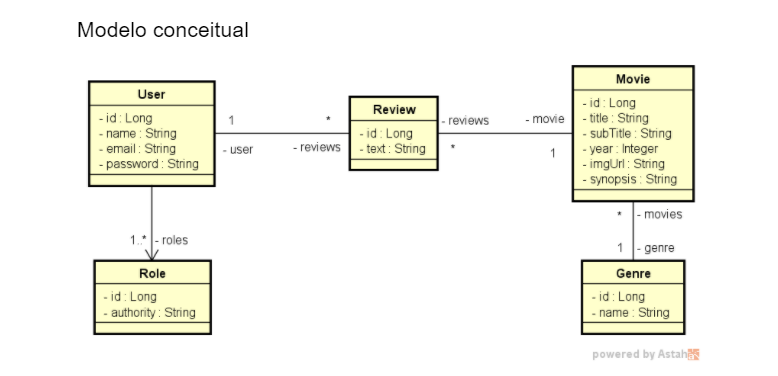 Modelo conceitual
User
- id : Long
- name : String
- email : String
- password : String
1
- user
*
- reviews
Review
- id : Long
- text : String
- reviews
*
- movie
1
Movie
- id : Long
- title : String
- subTitle : String
- year : Integer
- imgUrl : String
- synopsis : String
1..* - roles
Role
- id : Long
- authority : String
* - movies
1 - genre
Genre
- id : Long
- name : String
powered by Astah